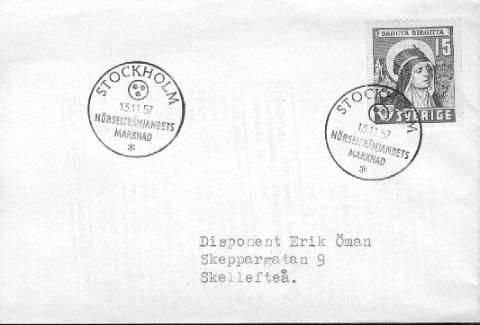 SANCTA BIRGITTA
15
SVERIGE
STOCKHOLM
13.11 57
HÖRSELFRÄMJANDETS
MARKNAD
*
STOCKHOLM
13.11 57
HÖRSELFRÄMJANDETS
MARKNAD
*
Disponent Erik Öman
Skeppargatan 9
Skellefteå.